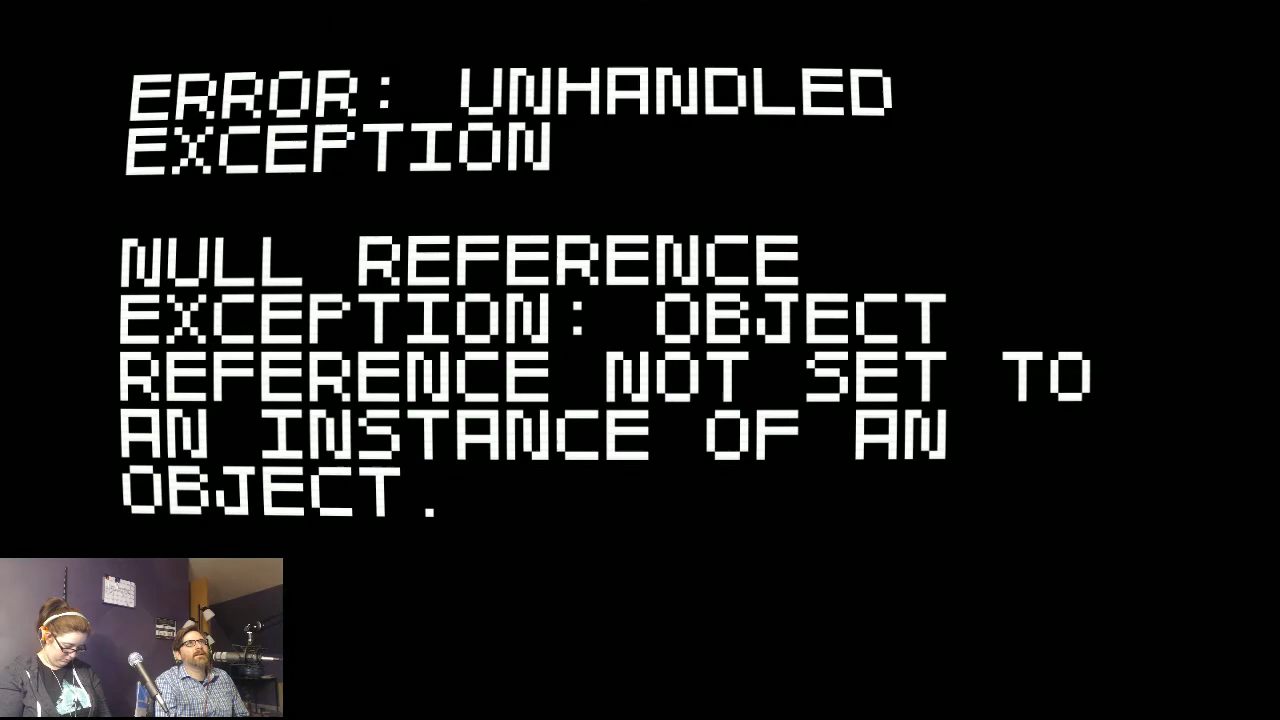 ERROR: UNHANDLED
EXCEPTION
NULL REFERENCE
EXCEPTION: OBJECT
REFERENCE NOT SET TO
AN INSTANCE OF AN
OBJECT.